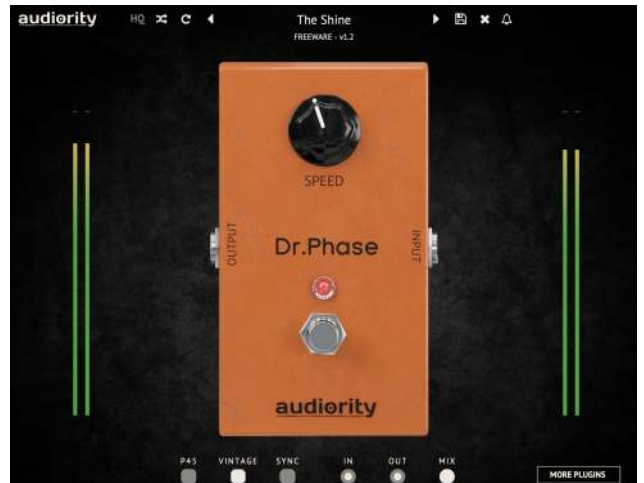 audiority
HQ
The Shine
FREEWARE - v1.2
SPEED
OUTPUT
INPUT
Dr.Phase
audiority
P45
VINTAGE
SYNC
IN
OUT
MIX
MORE PLUGINS